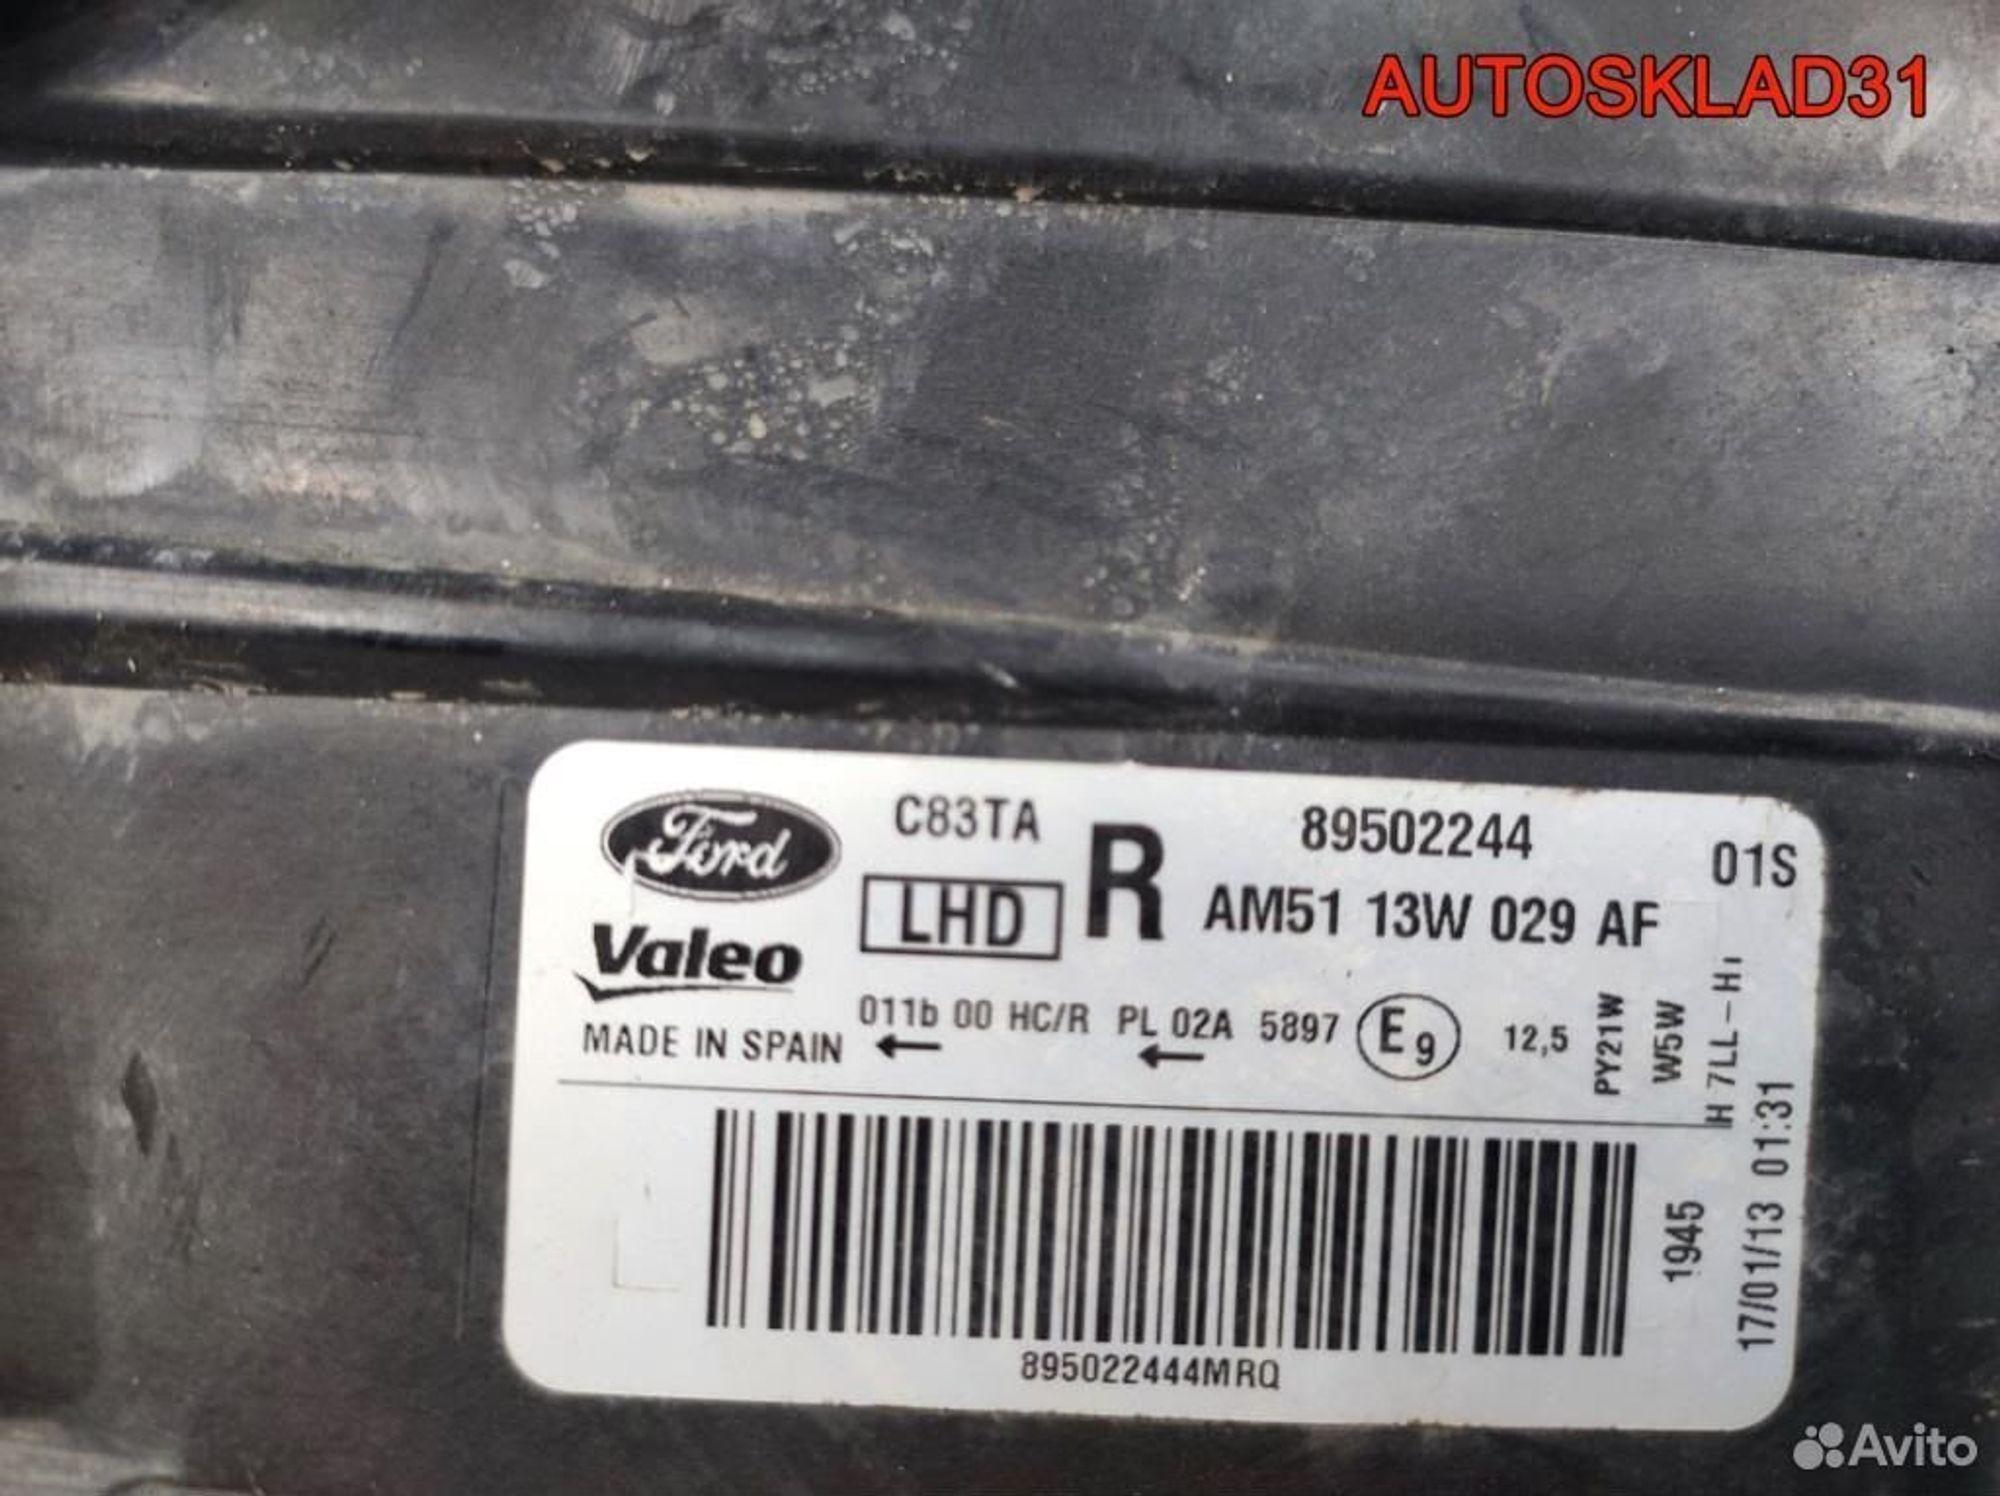 AUTOSKLAD31
Ford
C83TA
R
89502244
01S
Valeo
LHD
AM51 13W 029 AF
MADE IN SPAIN
011b 00 HC/R PL 02A 5897 E9 12,5
PY21W
W5W
H 7LL-H1
1945
17/01/13 01:31
895022444MRQ
Avito